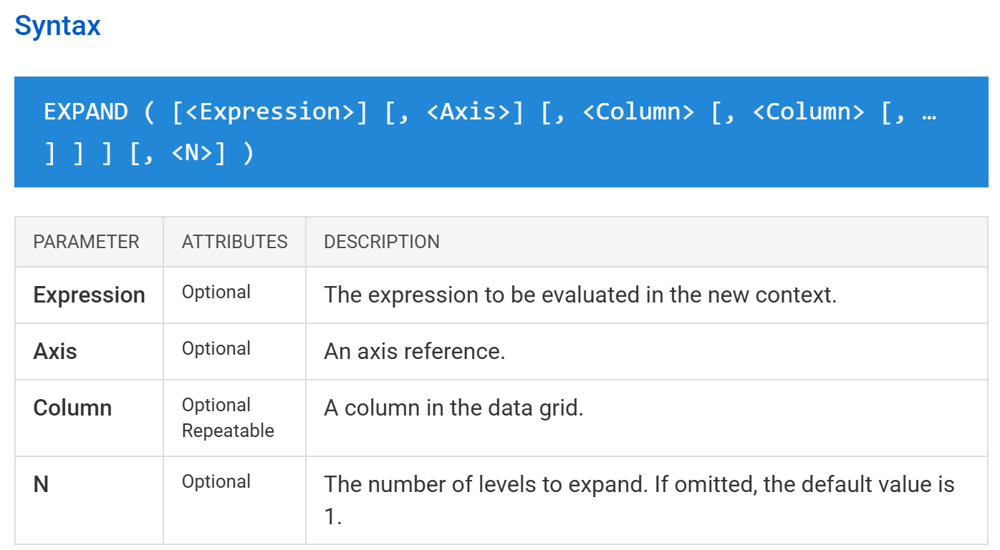 Syntax
EXPAND ( [<Expression>] [, <Axis>] [, <Column> [, <Column> [, …
] ] ] [, <N>] )
PARAMETER ATTRIBUTES DESCRIPTION
Expression Optional The expression to be evaluated in the new context.
Axis Optional An axis reference.
Column Optional A column in the data grid.
Repeatable
N Optional The number of levels to expand. If omitted, the default value is
1.